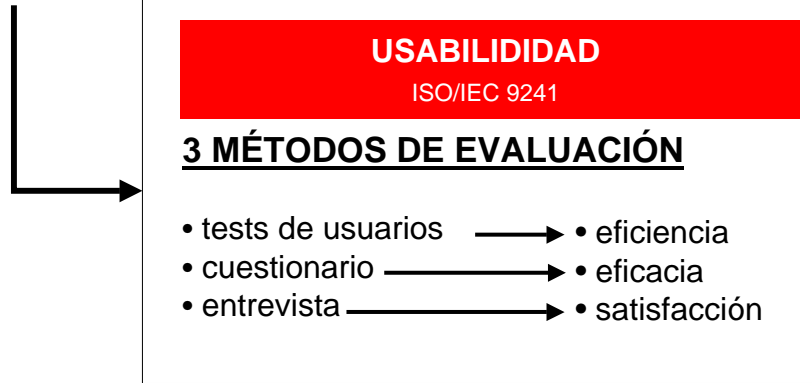 USABILIDIDAD
ISO/IEC 9241
3 MÉTODOS DE EVALUACIÓN
• tests de usuarios • eficiencia
• cuestionario • eficacia
• entrevista • satisfacción